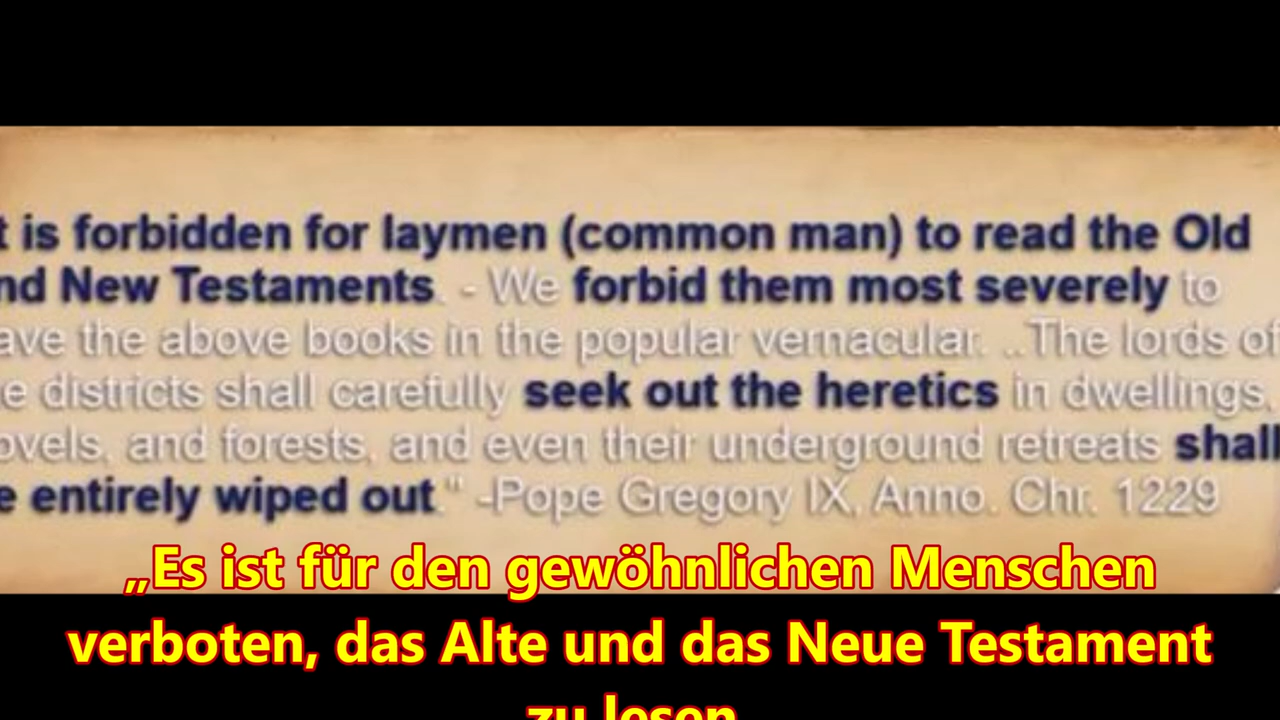 t is forbidden for laymen (common man) to read the Old
nd New Testaments. - We forbid them most severely to
ave the above books in the popular vernacular. ..The lords of
e districts shall carefully seek out the heretics in dwellings,
ovels, and forests, and even their underground retreats shall
e entirely wiped out." -Pope Gregory IX, Anno. Chr. 1229
„Es ist für den gewöhnlichen Menschen
verboten, das Alte und das Neue Testament
zu lesen